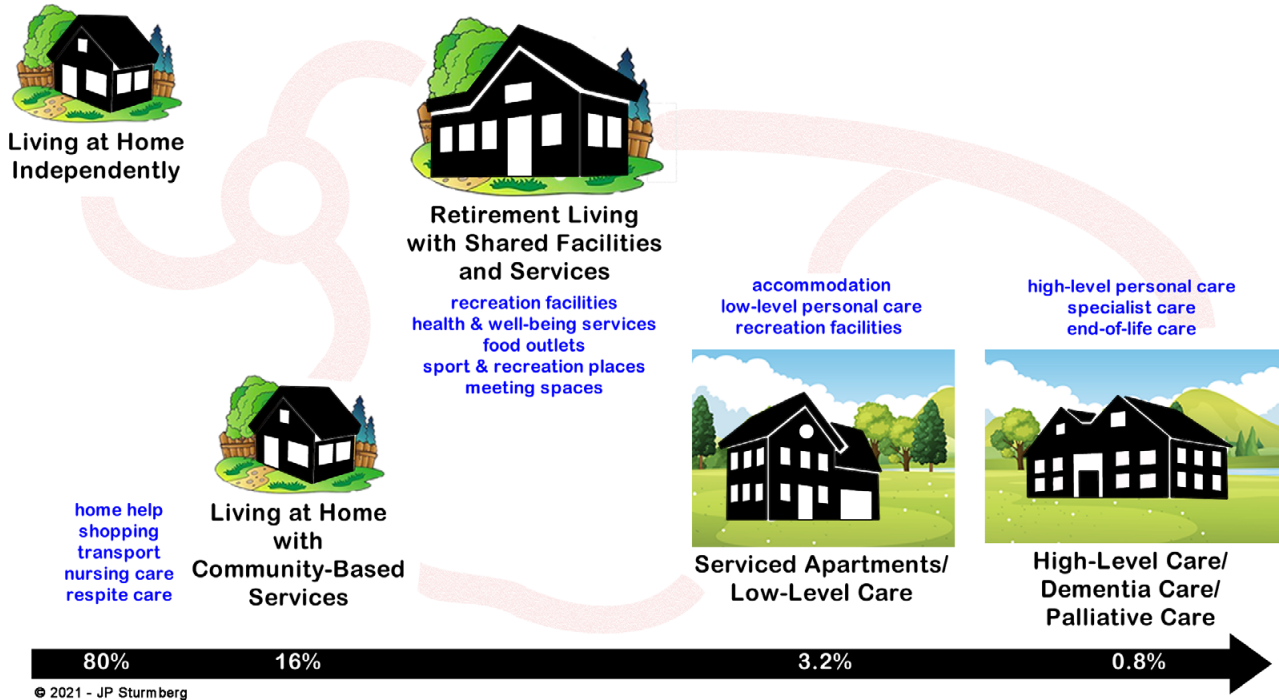 Living at Home
Independently
Retirement Living
with Shared Facilities
and Services
recreation facilities
health & well-being services
food outlets
sport & recreation places
meeting spaces
accommodation
low-level personal care
recreation facilities
high-level personal care
specialist care
end-of-life care
home help
shopping
transport
nursing care
respite care
Living at Home
with
Community-Based
Services
Serviced Apartments/
Low-Level Care
High-Level Care/
Dementia Care/
Palliative Care
80% 16% 3.2% 0.8%
© 2021 - JP Sturmberg